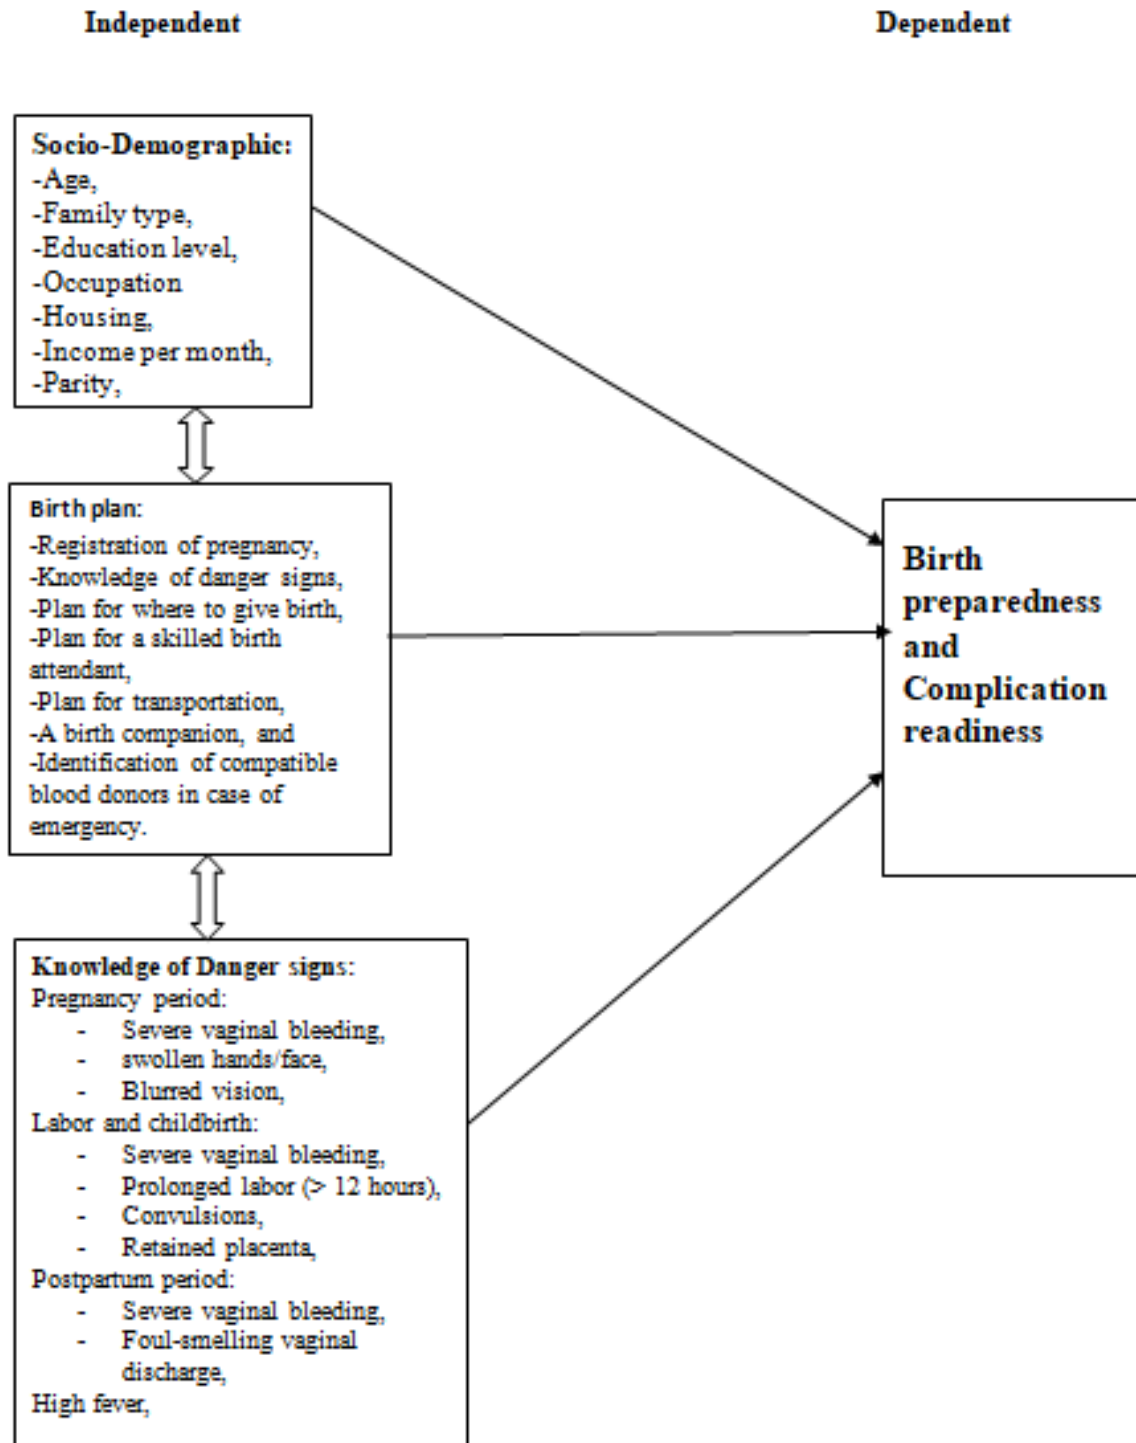 Independent
Dependent
Socio-Demographic:
-Age,
-Family type,
-Education level,
-Occupation
-Housing,
-Income per month,
-Parity,
Birth plan:
-Registration of pregnancy,
-Knowledge of danger signs,
-Plan for where to give birth,
-Plan for a skilled birth
attendant,
-Plan for transportation,
-A birth companion, and
-Identification of compatible
blood donors in case of
emergency.
Knowledge of Danger signs:
Pregnancy period:
- Severe vaginal bleeding,
- swollen hands/face,
- Blurred vision,
Labor and childbirth:
- Severe vaginal bleeding,
- Prolonged labor (> 12 hours),
- Convulsions,
- Retained placenta,
Postpartum period:
- Severe vaginal bleeding,
- Foul-smelling vaginal
discharge,
High fever,
Birth
preparedness
and
Complication
readiness